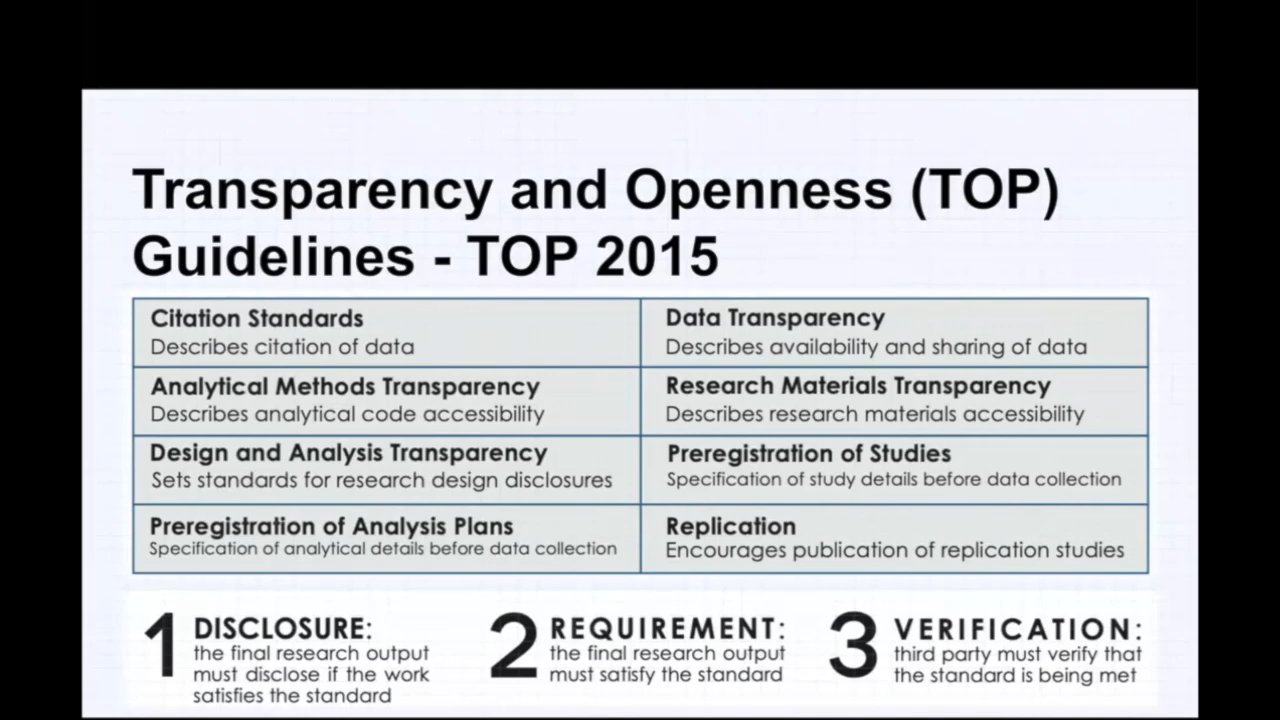 Transparency and Openness (TOP)
Guidelines - TOP 2015
Citation Standards
Describes citation of data
Data Transparency
Describes availability and sharing of data
Analytical Methods Transparency
Describes analytical code accessibility
Research Materials Transparency
Describes research materials accessibility
Design and Analysis Transparency
Sets standards for research design disclosures
Preregistration of Studies
Specification of study details before data collection
Preregistration of Analysis Plans
Specification of analytical details before data collection
Replication
Encourages publication of replication studies
1 DISCLOSURE:
the final research output
must disclose if the work
satisfies the standard
2 REQUIREMENT:
the final research output
must satisfy the standard
3 VERIFICATION:
third party must verify that
the standard is being met